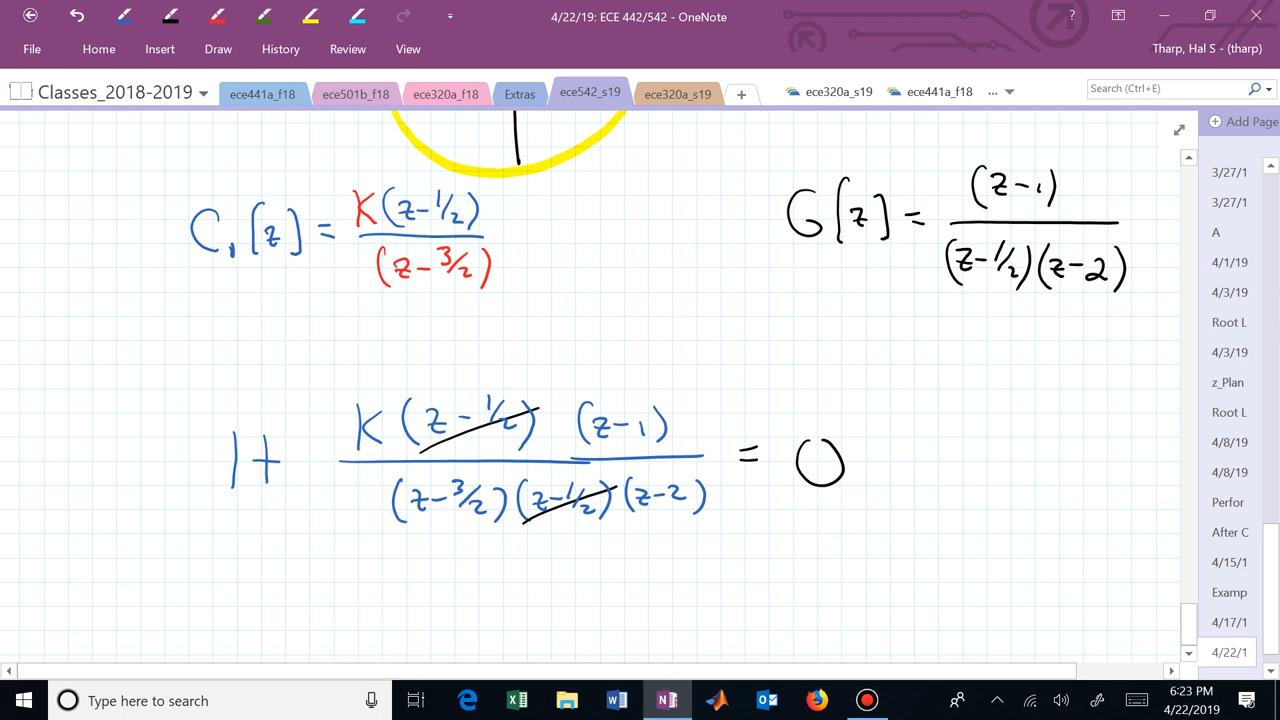 4/22/19: ECE 442/542 - OneNote
?
File Home Insert Draw History Review View
Tharp, Hal S - (tharp)
Classes_2018-2019
ece441a_f18 ece501b_f18 ece320a_f18 Extras ece542_s19 ece320a_s19 +
ece320a_s19 ece441a_f18 ...
Search (Ctrl+E)
Add Page
3/27/1
3/27/1
A
4/1/19
4/3/19
Root L
4/3/19
z_Plan
Root L
4/8/19
4/8/19
Perfor
After C
4/15/1
Examp
4/17/1
4/22/1
C₁[z] = K(z-1/2) / (z-3/2)
G[z] = (z-1) / (z-1/2)(z-2)
1+ K(z-1/2) (z-1) / (z-3/2)(z-1/2)(z-2) = 0
Type here to search
6:23 PM
4/22/2019